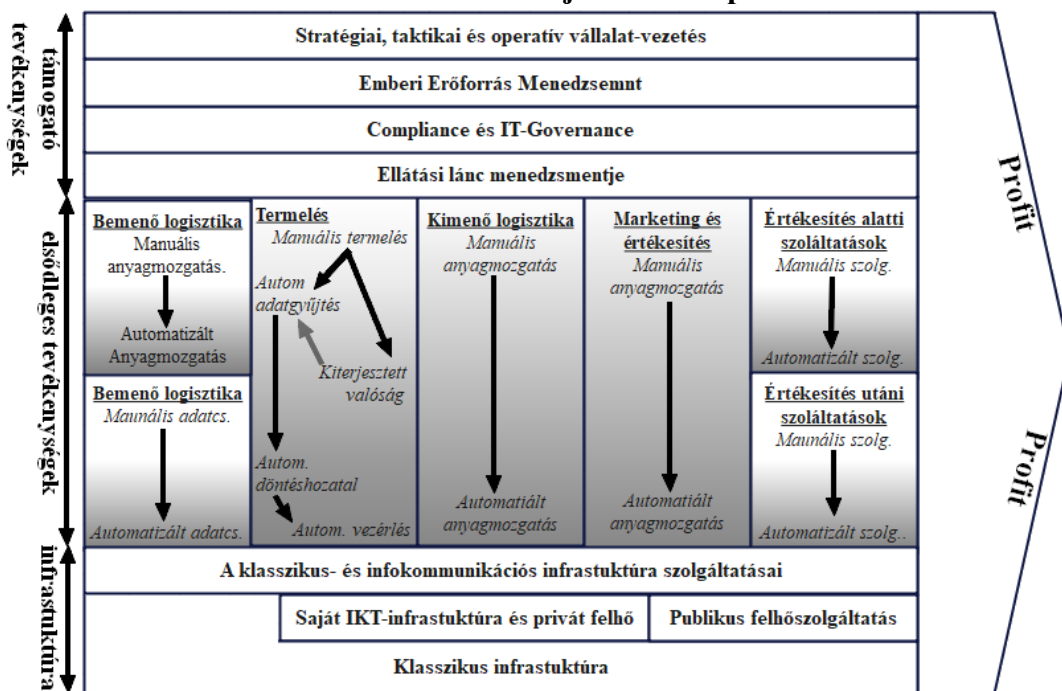 támogató
tevékenységek
Stratégiai, taktikai és operatív vállalat-vezetés
Emberi Erőforrás Menedzsemnt
Compliance és IT-Governance
Ellátási lánc menedzsmentje
elsődleges tevékenységek
Bemenő logisztika
Manuális
anyagmozgatás.
Automatizált
Anyagmozgatás
Bemenő logisztika
Maunális adatcs.
Automatizált adatcs.
Termelés
Manuális termelés
Autom
adatgyűjtés
Kiterjesztett
valóság
Autom.
döntéshozatal
Autom. vezérlés
Kimenő logisztika
Manuális
anyagmozgatás
Automatiált
anyagmozgatás
Marketing és
értékesítés
Manuális
anyagmozgatás
Automatiált
anyagmozgatás
Értékesítés alatti
szoláltatások
Manuális szolg.
Automatizált szolg.
Értékesítés utáni
szoláltatások
Maunális szolg.
Automatizált szolg..
infrastuktúra
A klasszikus- és infokommunikációs infrastuktúra szolgáltatásai
Saját IKT-infrastuktúra és privát felhő
Publikus felhőszolgáltatás
Klasszikus infrastuktúra
Profit
Profit